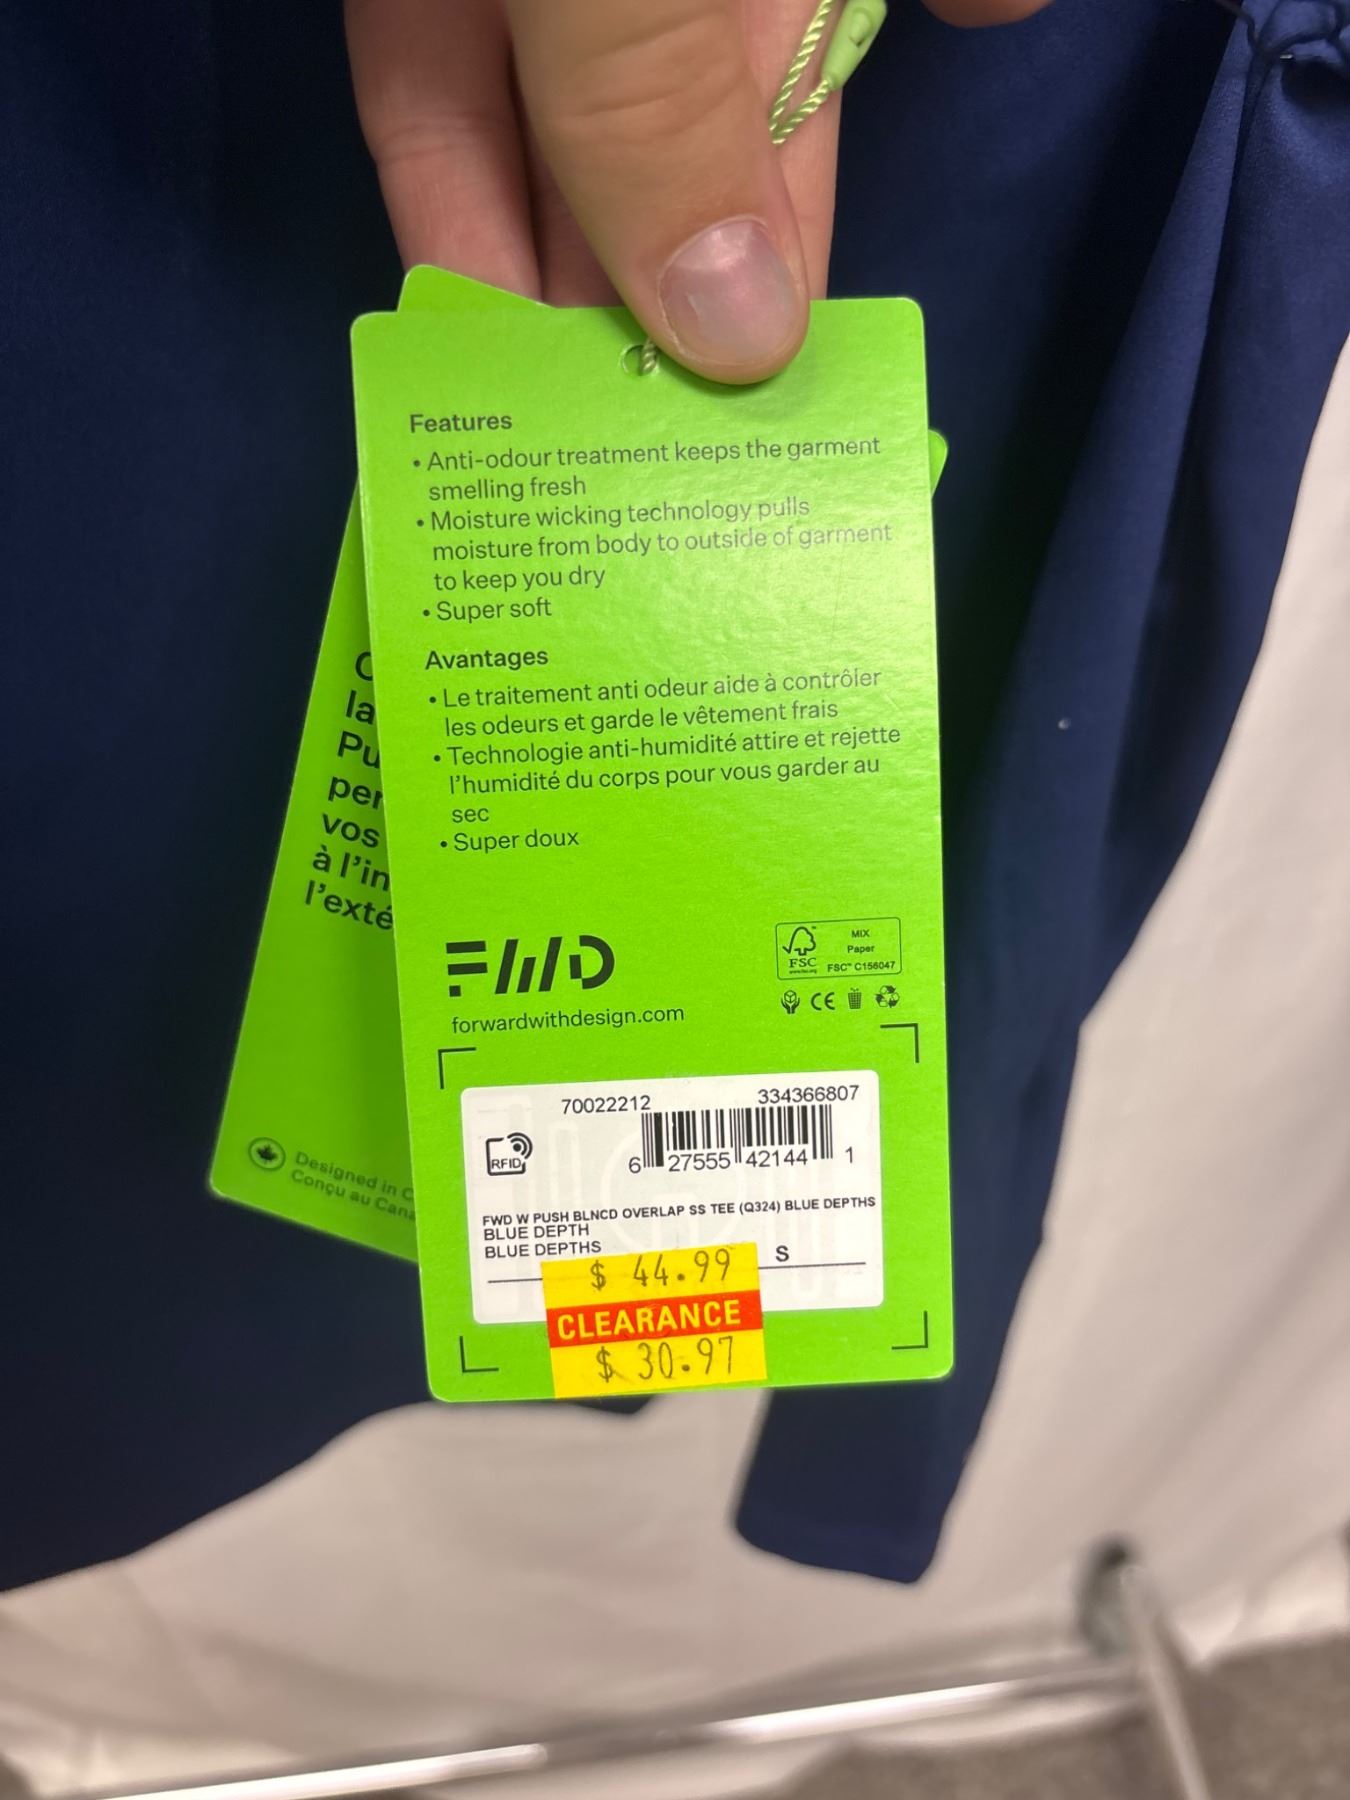 Features
• Anti-odour treatment keeps the garment
smelling fresh
• Moisture wicking technology pulls
moisture from body to outside of garment
to keep you dry
• Super soft
Avantages
• Le traitement anti odeur aide à contrôler
les odeurs et garde le vêtement frais
• Technologie anti-humidité attire et rejette
l'humidité du corps pour vous garder au
sec
• Super doux
la
Pu
per
vos
à l'in
l'exté
FWD
forwardwithdesign.com
FSC
MIX
Paper
FSC™ C156047
CE
70022212 334366807
RFID
6 27555 42144 1
FWD W PUSH BLNCD OVERLAP SS TEE (Q324) BLUE DEPTHS
BLUE DEPTH
BLUE DEPTHS
S
$ 44.99
CLEARANCE
$ 30.97
Designed in C
Conçu au Cana